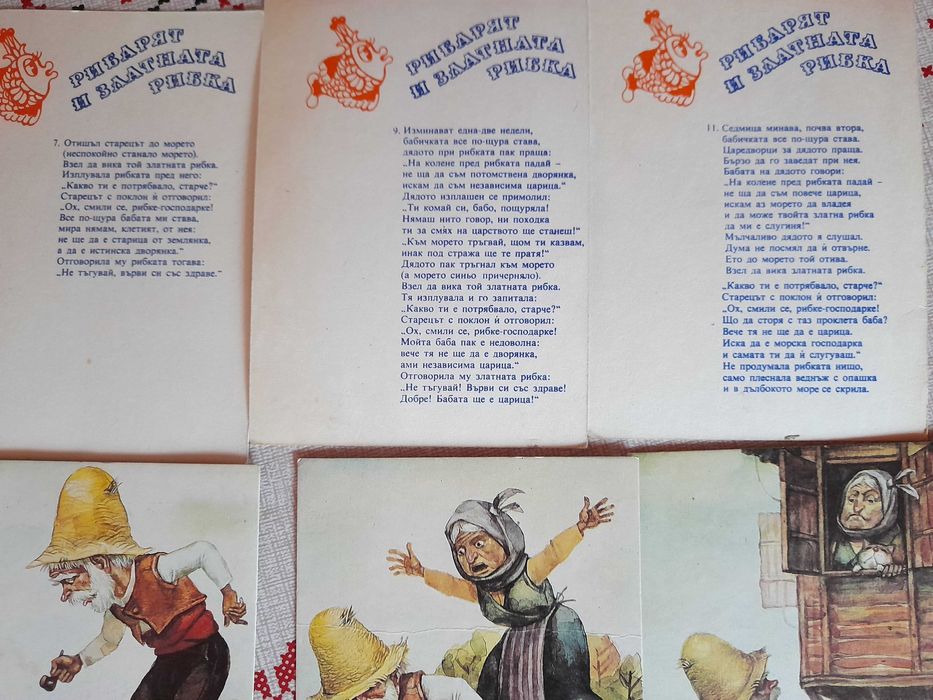 РИБАРЯТ
И ЗЛАТНАТА
РИБКА
7. Отишъл старецът до морето
(неспокойно станало морето).
Взел да вика той златната рибка.
Изплувала рибката пред него:
„Какво ти е потрябвало, старче?“
Старецът с поклон ѝ отговорил:
„Ох, смили се, рибке-господарке!
Все по-щура бабата ми става,
мира нямам, клетият, от нея:
не ще да е старица от землянка,
а да е истинска дворянка.“
Отговорила му рибката тогава:
„Не тъгувай, върви си със здраве.“
РИБАРЯТ
И ЗЛАТНАТА
РИБКА
9. Изминават една-две недели,
бабичката все по-щура става,
дядото при рибката пак праща:
„На колене пред рибката падай –
не ща да съм потомствена дворянка,
искам да съм независима царица.“
Дядото изплашен се примолил:
„Ти комай си, бабо, пощуряла!
Нямаш нито говор, ни походка
ти за смях на царството ще станеш!“
„Към морето тръгвай, щом ти казвам,
инак под стража ще те пратя!“
Дядото пак тръгнал към морето
(а морето синьо причерняло).
Взел да вика той златната рибка.
Тя изплувала и го запитала:
„Какво ти е потрябвало, старче?“
Старецът с поклон ѝ отговорил:
„Ох, смили се, рибке-господарке!
Мойта баба пак е недоволна:
вече тя не ще да е дворянка,
ами независима царица.“
Отговорила му златната рибка:
„Не тъгувай! Върви си със здраве!
Добре! Бабата ще е царица!“
РИБАРЯТ
И ЗЛАТНАТА
РИБКА
11. Седмица минава, почва втора,
бабичката все по-щура става.
Царедворци за дядото праща.
Бързо да го заведат при нея.
Бабата на дядото говори:
„На колене пред рибката падай –
не ща да съм повече царица,
искам аз морето да владея
и да може твойта златна рибка
да ми е слугиня!“
Мълчаливо дядото я слушал.
Дума не посмял да ѝ отвърне.
Ето до морето той отива.
Взел да вика златната рибка.
„Какво ти е потрябвало, старче?“
Старецът с поклон ѝ отговорил:
„Ох, смили се, рибке-господарке!
Що да сторя с таз проклета баба?
Вече тя не ще да е царица.
Иска да е морска господарка
и самата ти да ѝ слугуваш.“
Не продумала рибката нищо,
само плеснала веднъж с опашка
и в дълбокото море се скрила.